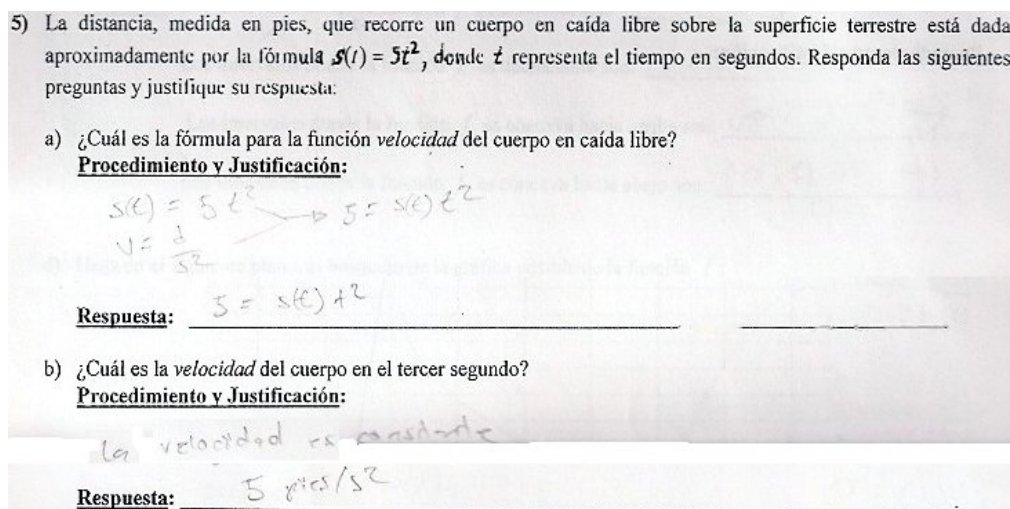 5) La distancia, medida en pies, que recorre un cuerpo en caída libre sobre la superficie terrestre está dada
aproximadamente por la fórmula S(t) = 5t², donde t representa el tiempo en segundos. Responda las siguientes
preguntas y justifique su respuesta:
a) ¿Cuál es la fórmula para la función velocidad del cuerpo en caída libre?
Procedimiento y Justificación:
s(t) = 5 t² → 5 = s(t) t²
v = d/s²
Respuesta: 5 = s(t) t²
b) ¿Cuál es la velocidad del cuerpo en el tercer segundo?
Procedimiento y Justificación:
la velocidad es constante
Respuesta: 5 pies/s²